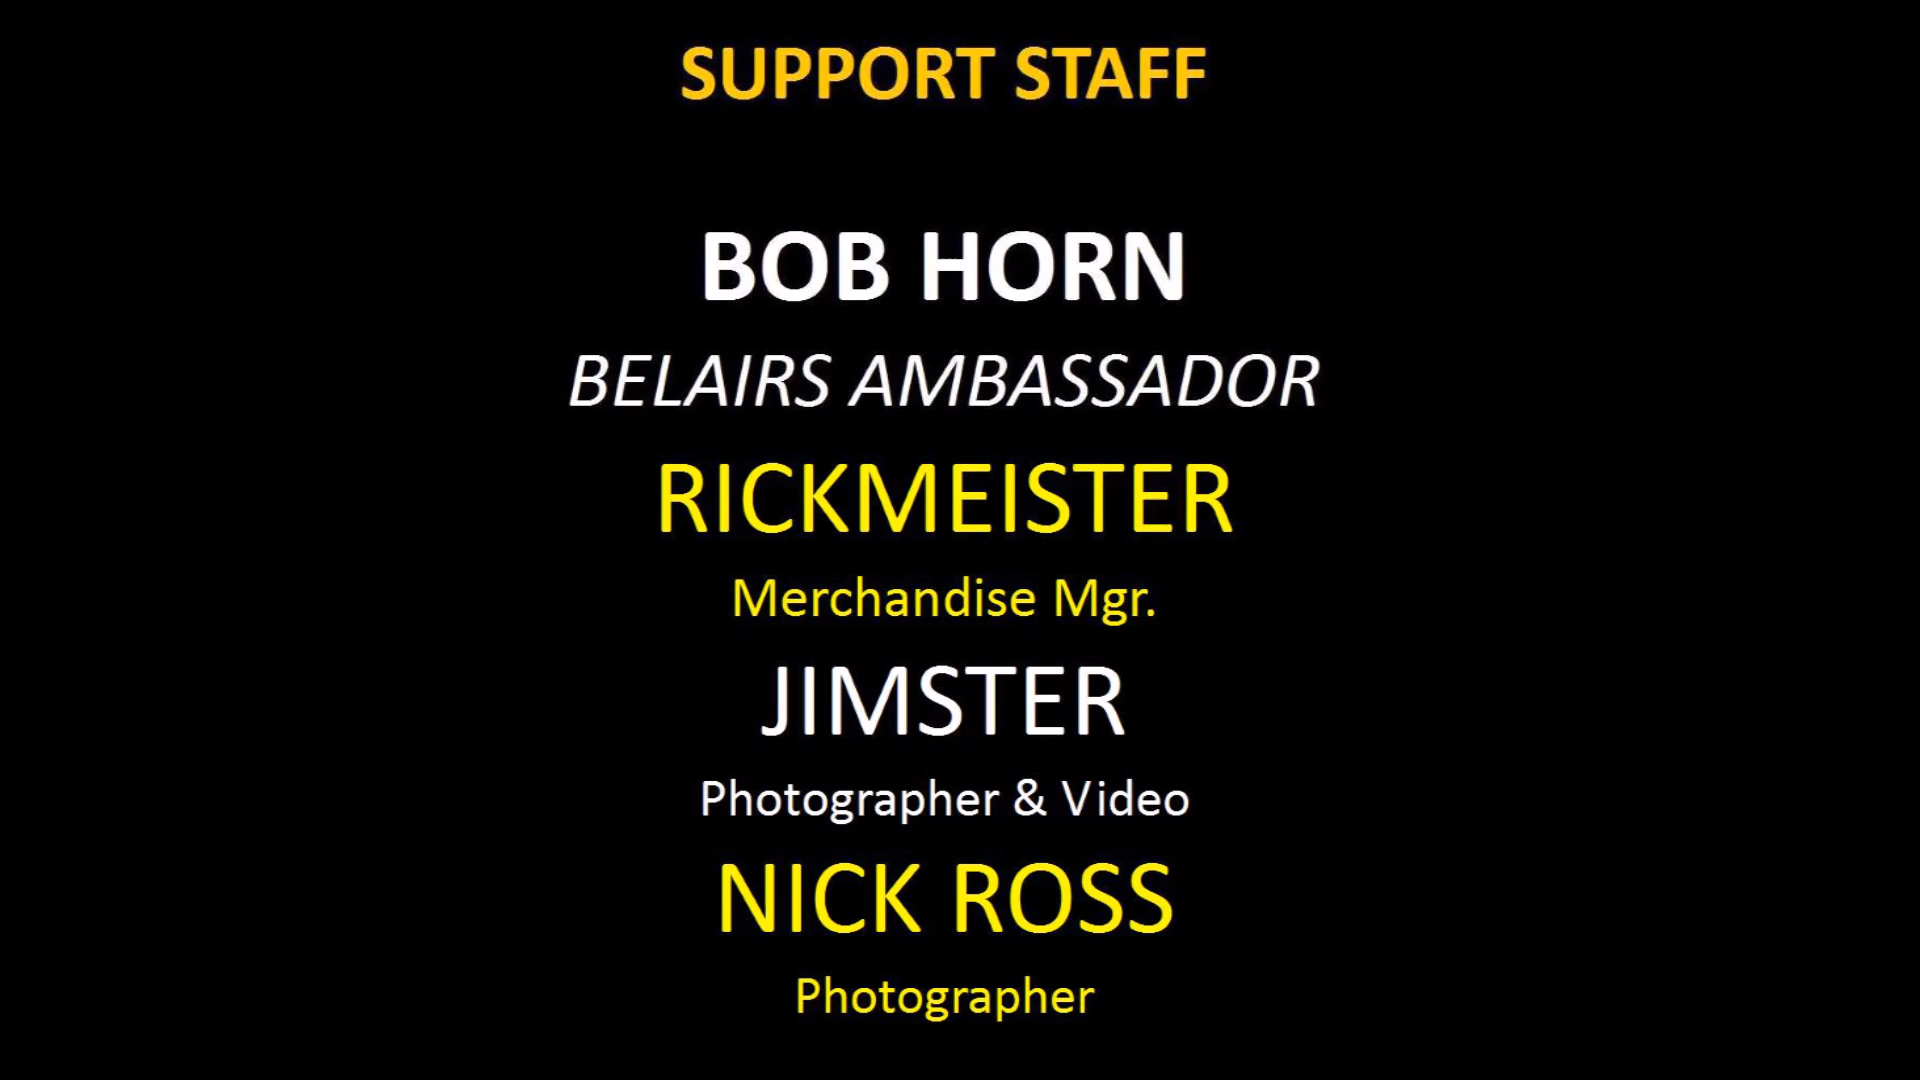 SUPPORT STAFF
BOB HORN
BELAIRS AMBASSADOR
RICKMEISTER
Merchandise Mgr.
JIMSTER
Photographer & Video
NICK ROSS
Photographer